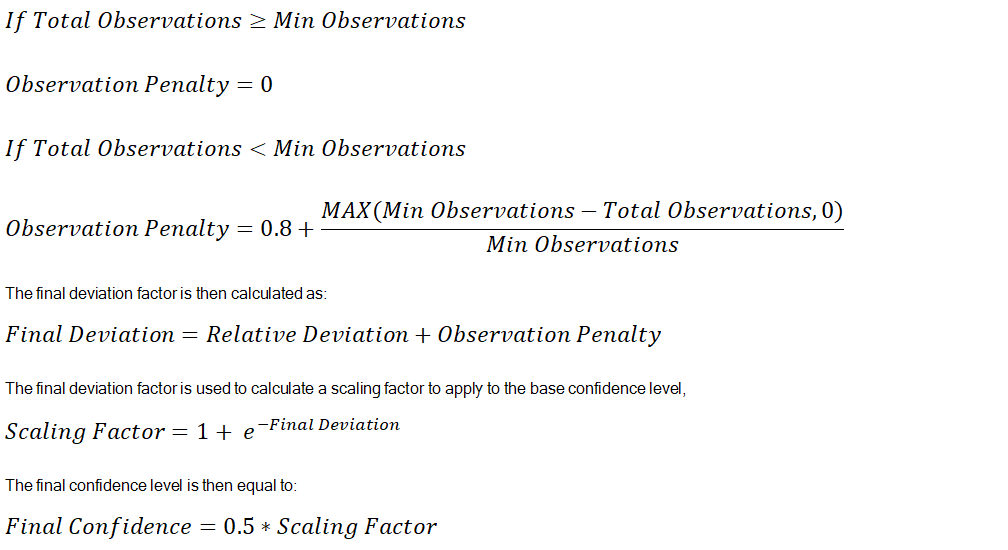 If Total Observations ≥ Min Observations
Observation Penalty = 0
If Total Observations < Min Observations
Observation Penalty = 0.8 + MAX(Min Observations − Total Observations, 0) / Min Observations
The final deviation factor is then calculated as:
Final Deviation = Relative Deviation + Observation Penalty
The final deviation factor is used to calculate a scaling factor to apply to the base confidence level,
Scaling Factor = 1 + e^−Final Deviation
The final confidence level is then equal to:
Final Confidence = 0.5 * Scaling Factor